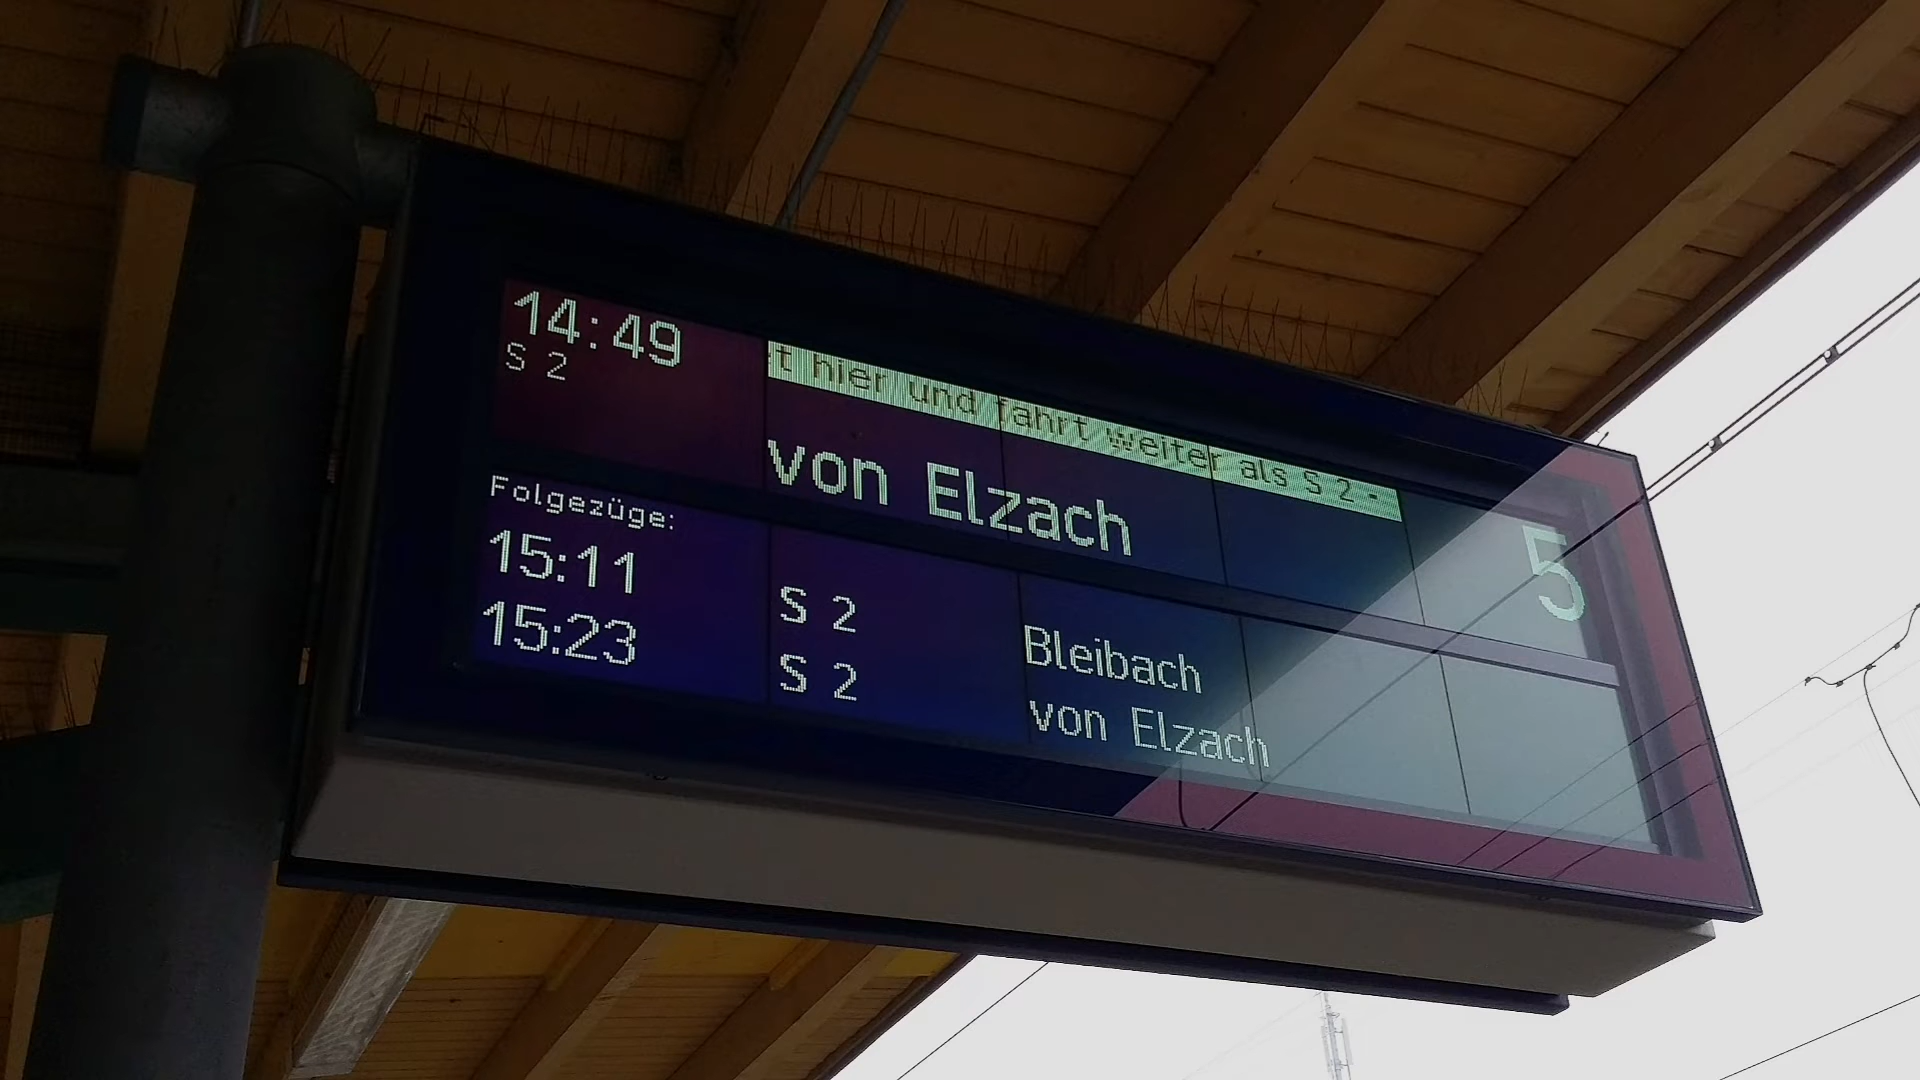 14:49
S 2
t hier und fährt weiter als S 2 -
von Elzach
5
Folgezüge:
15:11 S 2 Bleibach
15:23 S 2 von Elzach